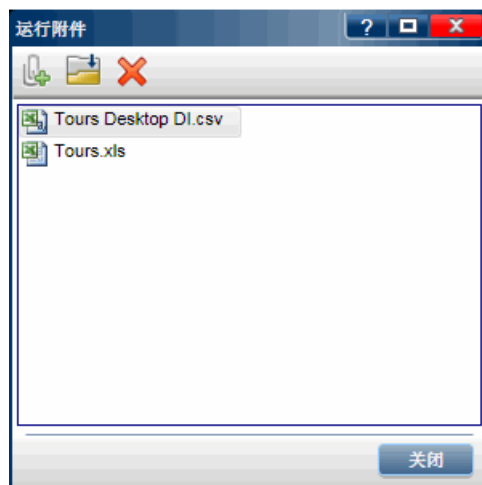 运行附件
?
X
Tours Desktop DI.csv
Tours.xls
关闭